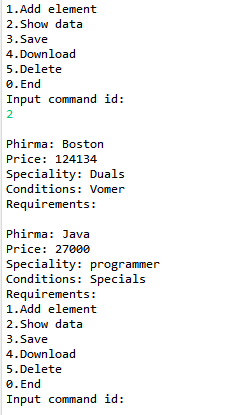 1.Add element
2.Show data
3.Save
4.Download
5.Delete
0.End
Input command id:
2
Phirma: Boston
Price: 124134
Speciality: Duals
Conditions: Vomer
Requirements:
Phirma: Java
Price: 27000
Speciality: programmer
Conditions: Specials
Requirements:
1.Add element
2.Show data
3.Save
4.Download
5.Delete
0.End
Input command id: